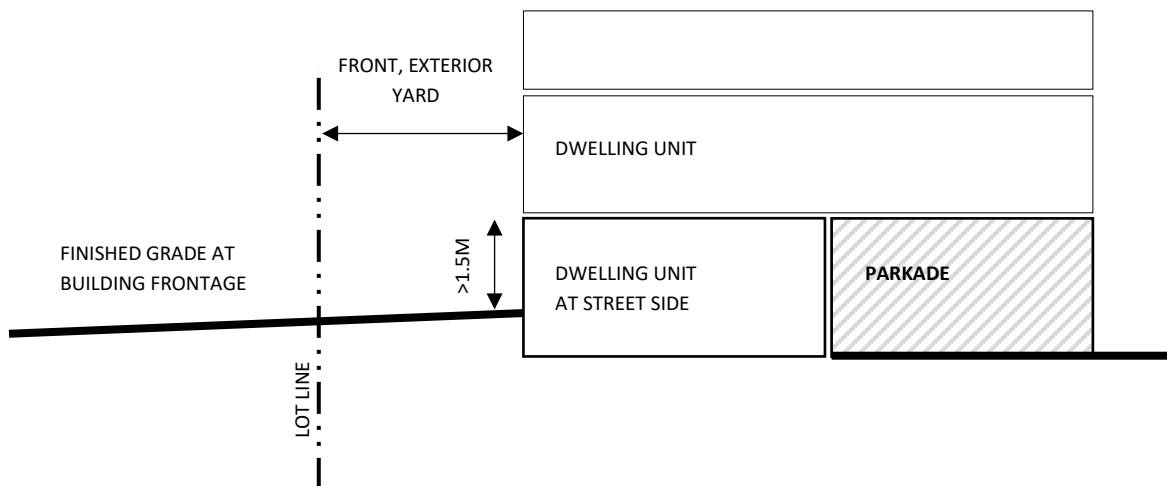 FRONT, EXTERIOR
YARD
DWELLING UNIT
FINISHED GRADE AT
BUILDING FRONTAGE
>1.5M
DWELLING UNIT
AT STREET SIDE
PARKADE
LOT LINE